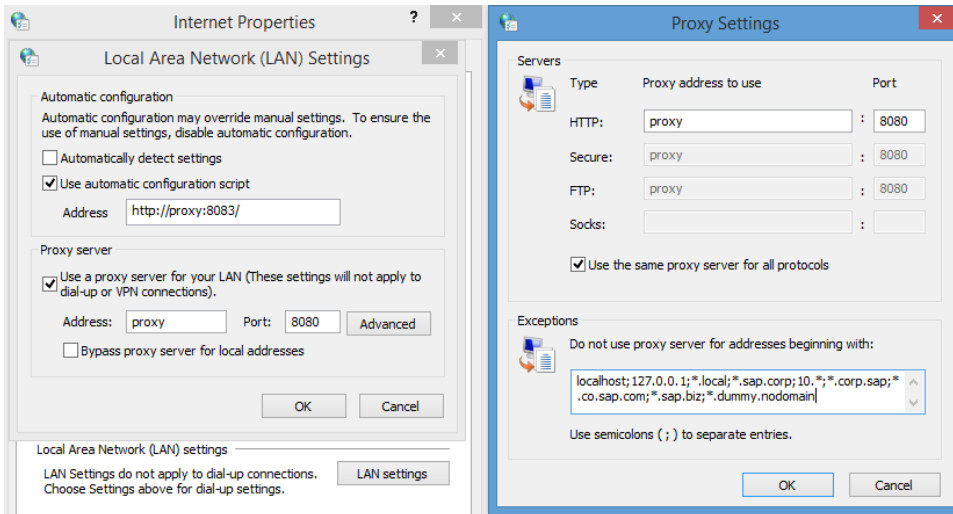 Internet Properties
Local Area Network (LAN) Settings
Automatic configuration
Automatic configuration may override manual settings. To ensure the
use of manual settings, disable automatic configuration.
Automatically detect settings
Use automatic configuration script
Address http://proxy:8083/
Proxy server
Use a proxy server for your LAN (These settings will not apply to
dial-up or VPN connections).
Address: proxy Port: 8080 Advanced
Bypass proxy server for local addresses
OK Cancel
Local Area Network (LAN) settings
LAN Settings do not apply to dial-up connections.
Choose Settings above for dial-up settings.
LAN settings
Proxy Settings
Servers
Type Proxy address to use Port
HTTP: proxy : 8080
Secure: proxy : 8080
FTP: proxy : 8080
Socks: :
Use the same proxy server for all protocols
Exceptions
Do not use proxy server for addresses beginning with:
localhost;127.0.0.1;*.local;*.sap.corp;10.*;*.corp.sap;*
.co.sap.com;*.sap.biz;*.dummy.nodomain
Use semicolons ( ; ) to separate entries.
OK Cancel